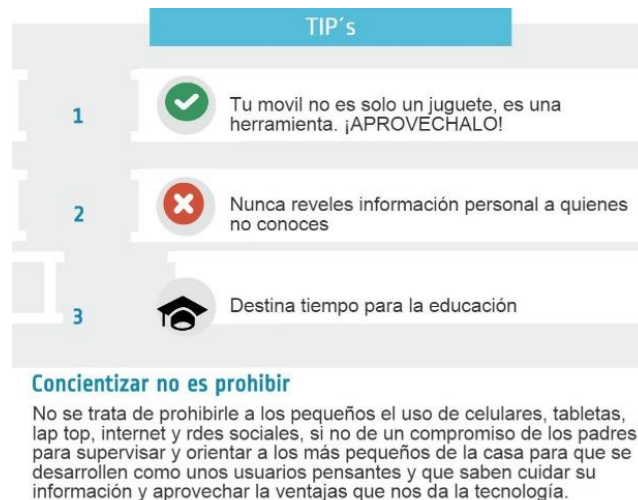 TIP´s
1
Tu movil no es solo un juguete, es una
herramienta. ¡APROVECHALO!
2
Nunca reveles información personal a quienes
no conoces
3
Destina tiempo para la educación
Concientizar no es prohibir
No se trata de prohibirle a los pequeños el uso de celulares, tabletas,
lap top, internet y rdes sociales, si no de un compromiso de los padres
para supervisar y orientar a los más pequeños de la casa para que se
desarrollen como unos usuarios pensantes y que saben cuidar su
información y aprovechar la ventajas que nos da la tecnología.